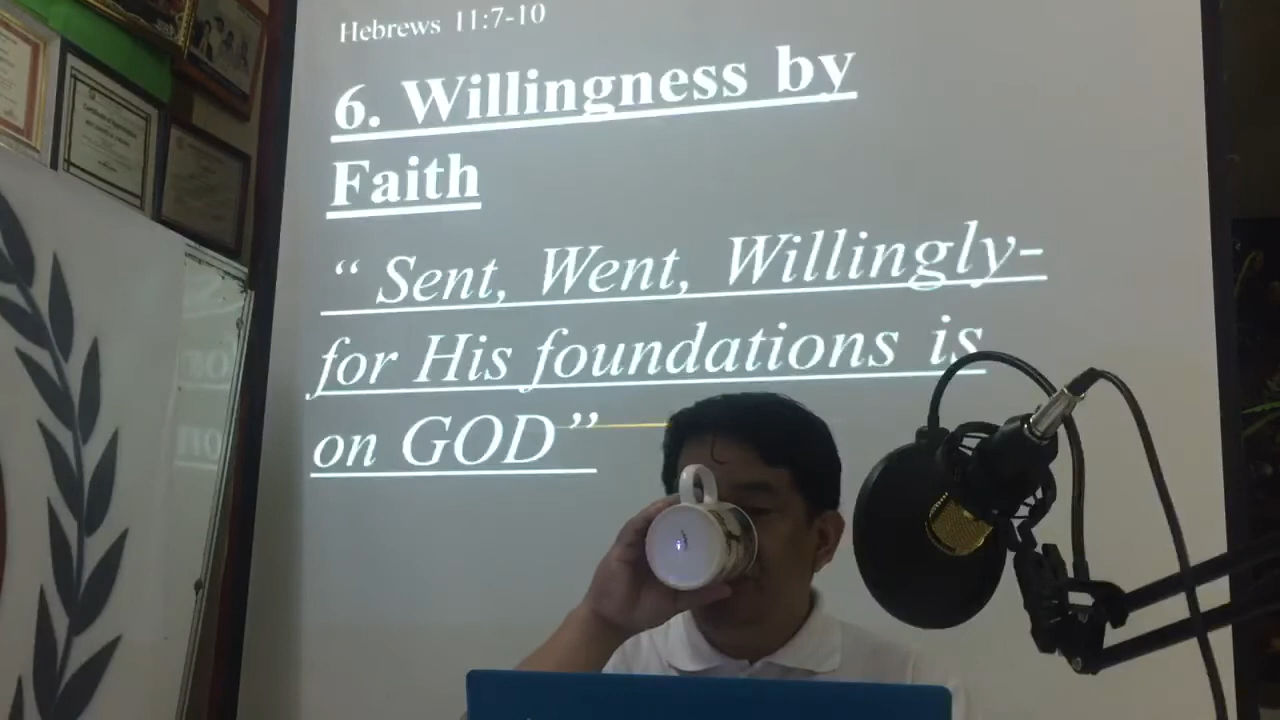 Hebrews 11:7-10
6. Willingness by
Faith
“ Sent, Went, Willingly-
for His foundations is
on GOD”